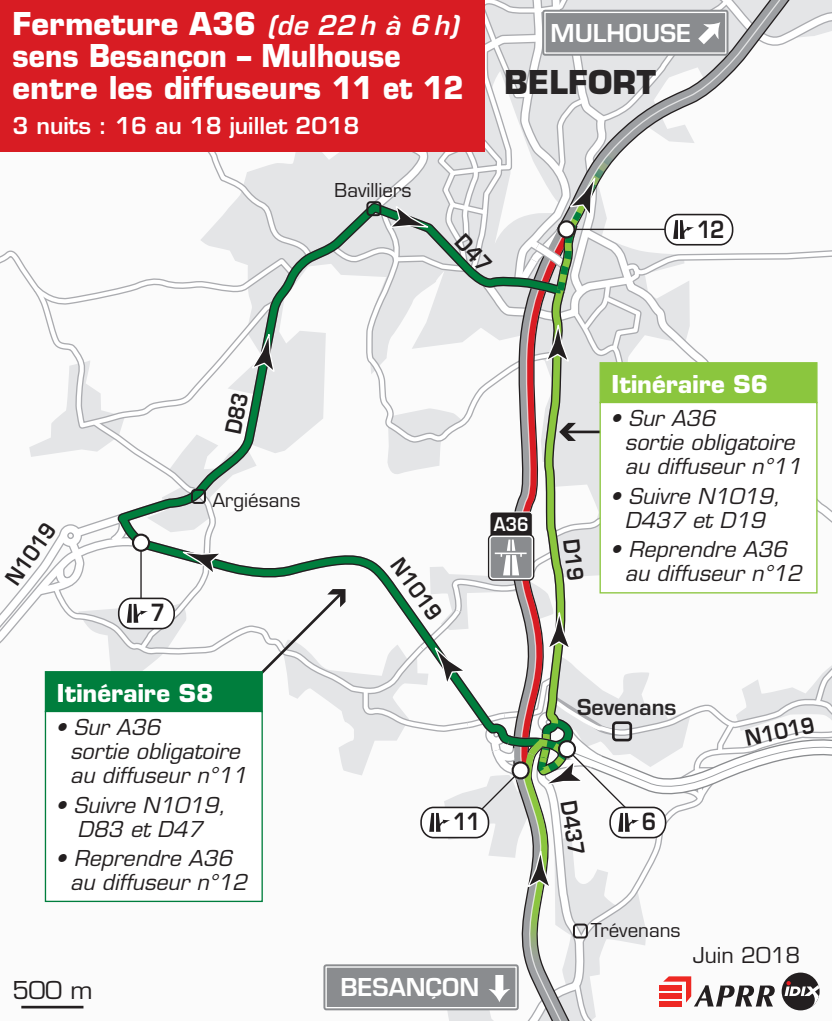 Fermeture A36 (de 22 h à 6 h)
sens Besançon – Mulhouse
entre les diffuseurs 11 et 12
3 nuits : 16 au 18 juillet 2018
MULHOUSE
BELFORT
Bavilliers
12
D47
Itinéraire S6
• Sur A36
sortie obligatoire
au diffuseur n°11
• Suivre N1019,
D437 et D19
• Reprendre A36
au diffuseur n°12
D83
Argiésans
A36
N1019
D19
N1019
7
Itinéraire S8
• Sur A36
sortie obligatoire
au diffuseur n°11
• Suivre N1019,
D83 et D47
• Reprendre A36
au diffuseur n°12
Sevenans
N1019
11
D437
6
Trévenans
Juin 2018
500 m
BESANÇON
APRR
iDIX